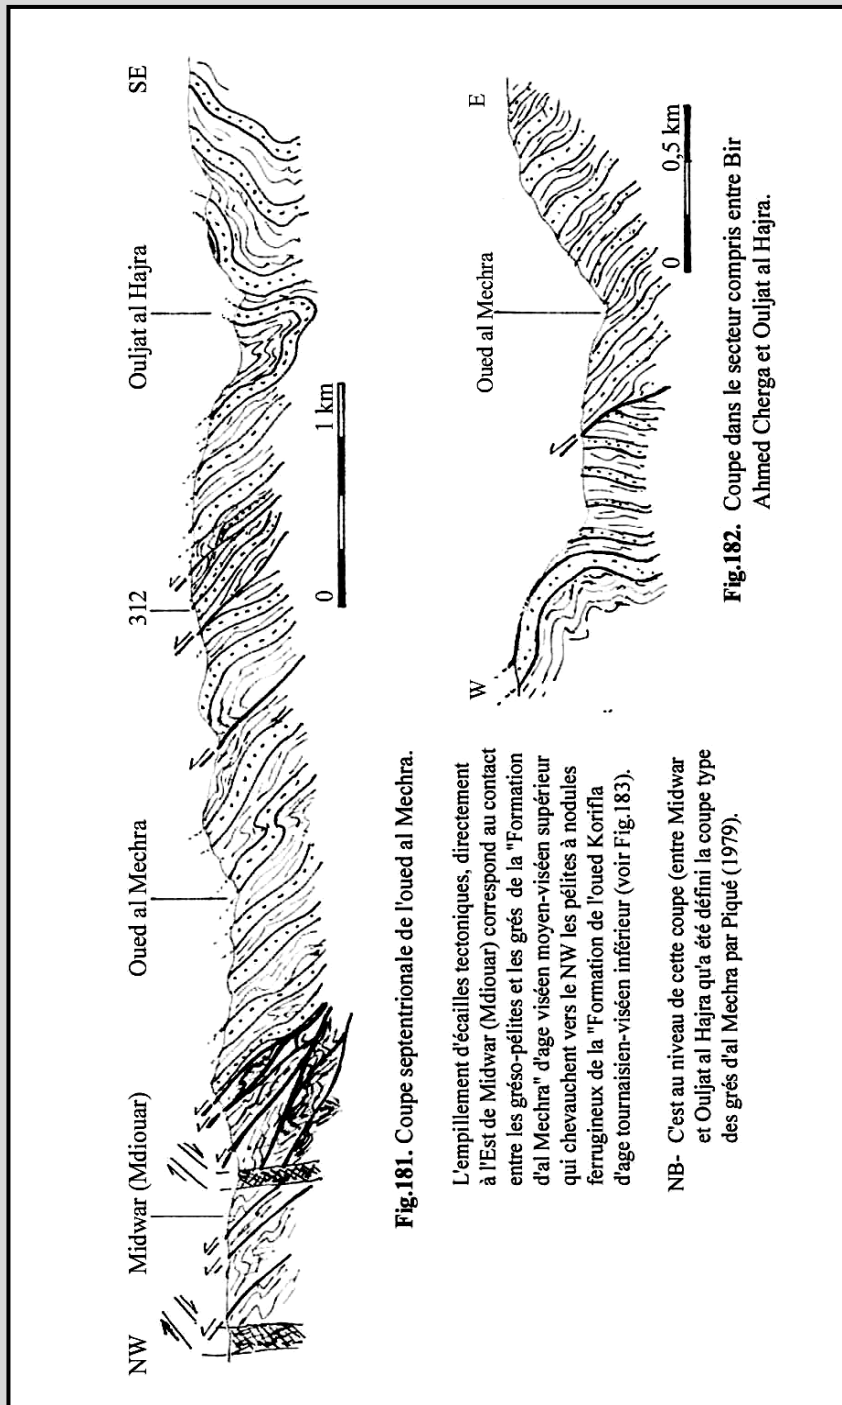 NW
Midwar (Mdiouar)
Oued al Mechra
312
Ouljat al Hajra
SE
0
1 km
Fig.181. Coupe septentrionale de l'oued al Mechra.
L'empillement d'écailles tectoniques, directement
à l'Est de Midwar (Mdiouar) correspond au contact
entre les gréso-pélites et les grés de la "Formation
d'al Mechra" d'age viséen moyen-viséen supérieur
qui chevauchent vers le NW les pélites à nodules
ferrugineux de la "Formation de l'oued Korifla
d'age tournaisien-viséen inférieur (voir Fig.183).
NB- C'est au niveau de cette coupe (entre Midwar
et Ouljat al Hajra qu'a été défini la coupe type
des grés d'al Mechra par Piqué (1979).
W
Oued al Mechra
E
0
0,5 km
Fig.182. Coupe dans le secteur compris entre Bir
Ahmed Cherga et Ouljat al Hajra.